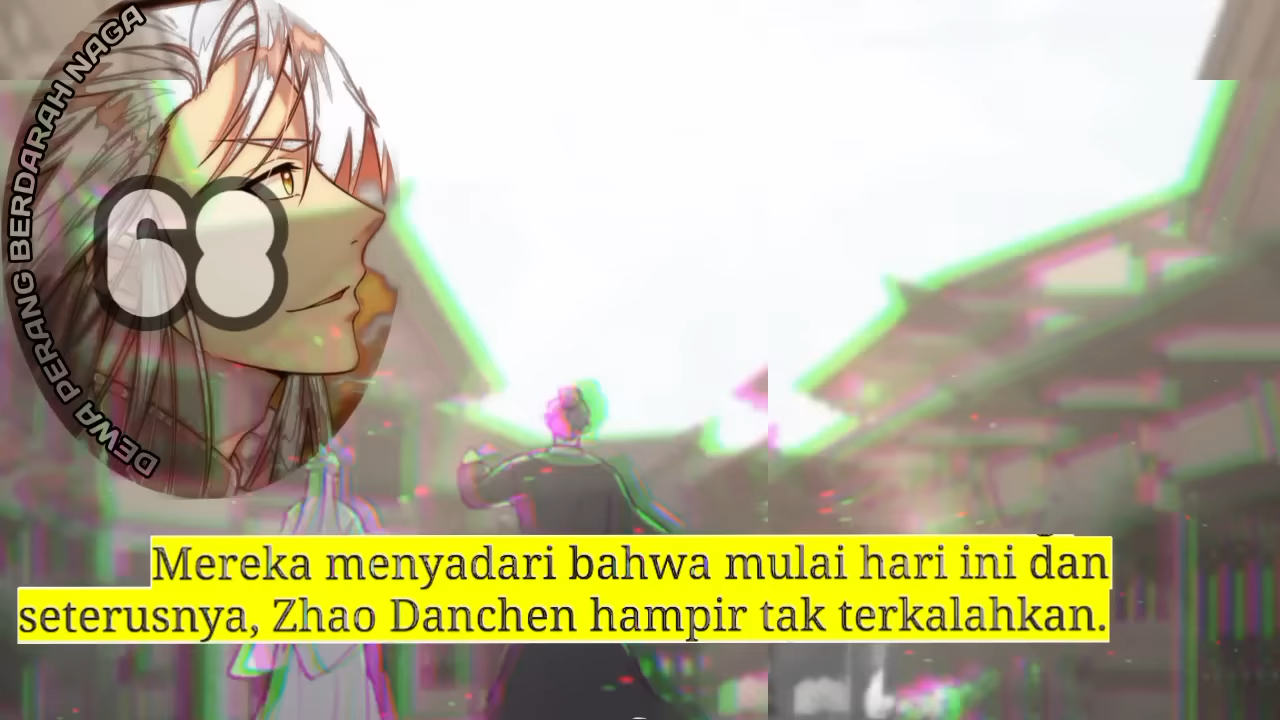 DEWA PERANG BERDARAH NAGA
68
Mereka menyadari bahwa mulai hari ini dan
seterusnya, Zhao Danchen hampir tak terkalahkan.